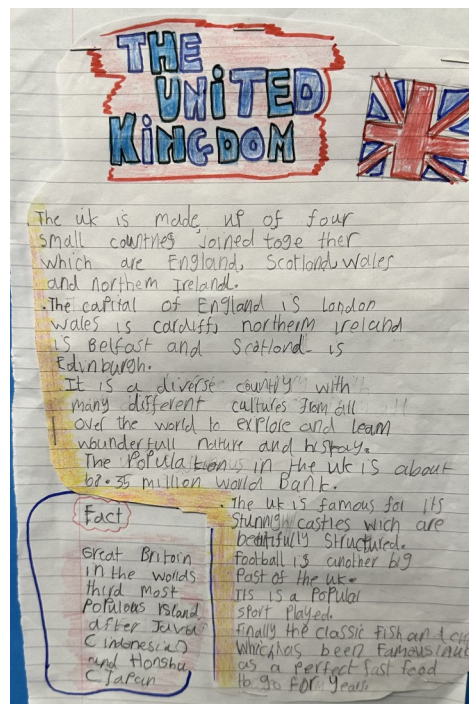 THE
UNiTED
KiNGDOM
The uk is made up of four
small countries joined toge ther
which are England, Scotland, Wales
and northern Ireland.
.The capital of England is London
wales is cardiff, northern ireland
is Belfast and Scotland is
Edinburgh.
It is a diverse country with
many different cultures from all
over the world to explore and learn
wounderfull nature and history.
The Population in the uk is about
68.35 million world Bank.
Fact
Great Britain
in the worlds
third most
Populous Island
after Java
C indonesia)
and Honshu
C Japan
.The uk is famous for its
Stunnig castles wich are
beatifully structured.
football is another big
Past of the uk.
Its is a Popular
sport played.
finally the classic fish an
which has been famous
as a perfect fast food
to go for years.